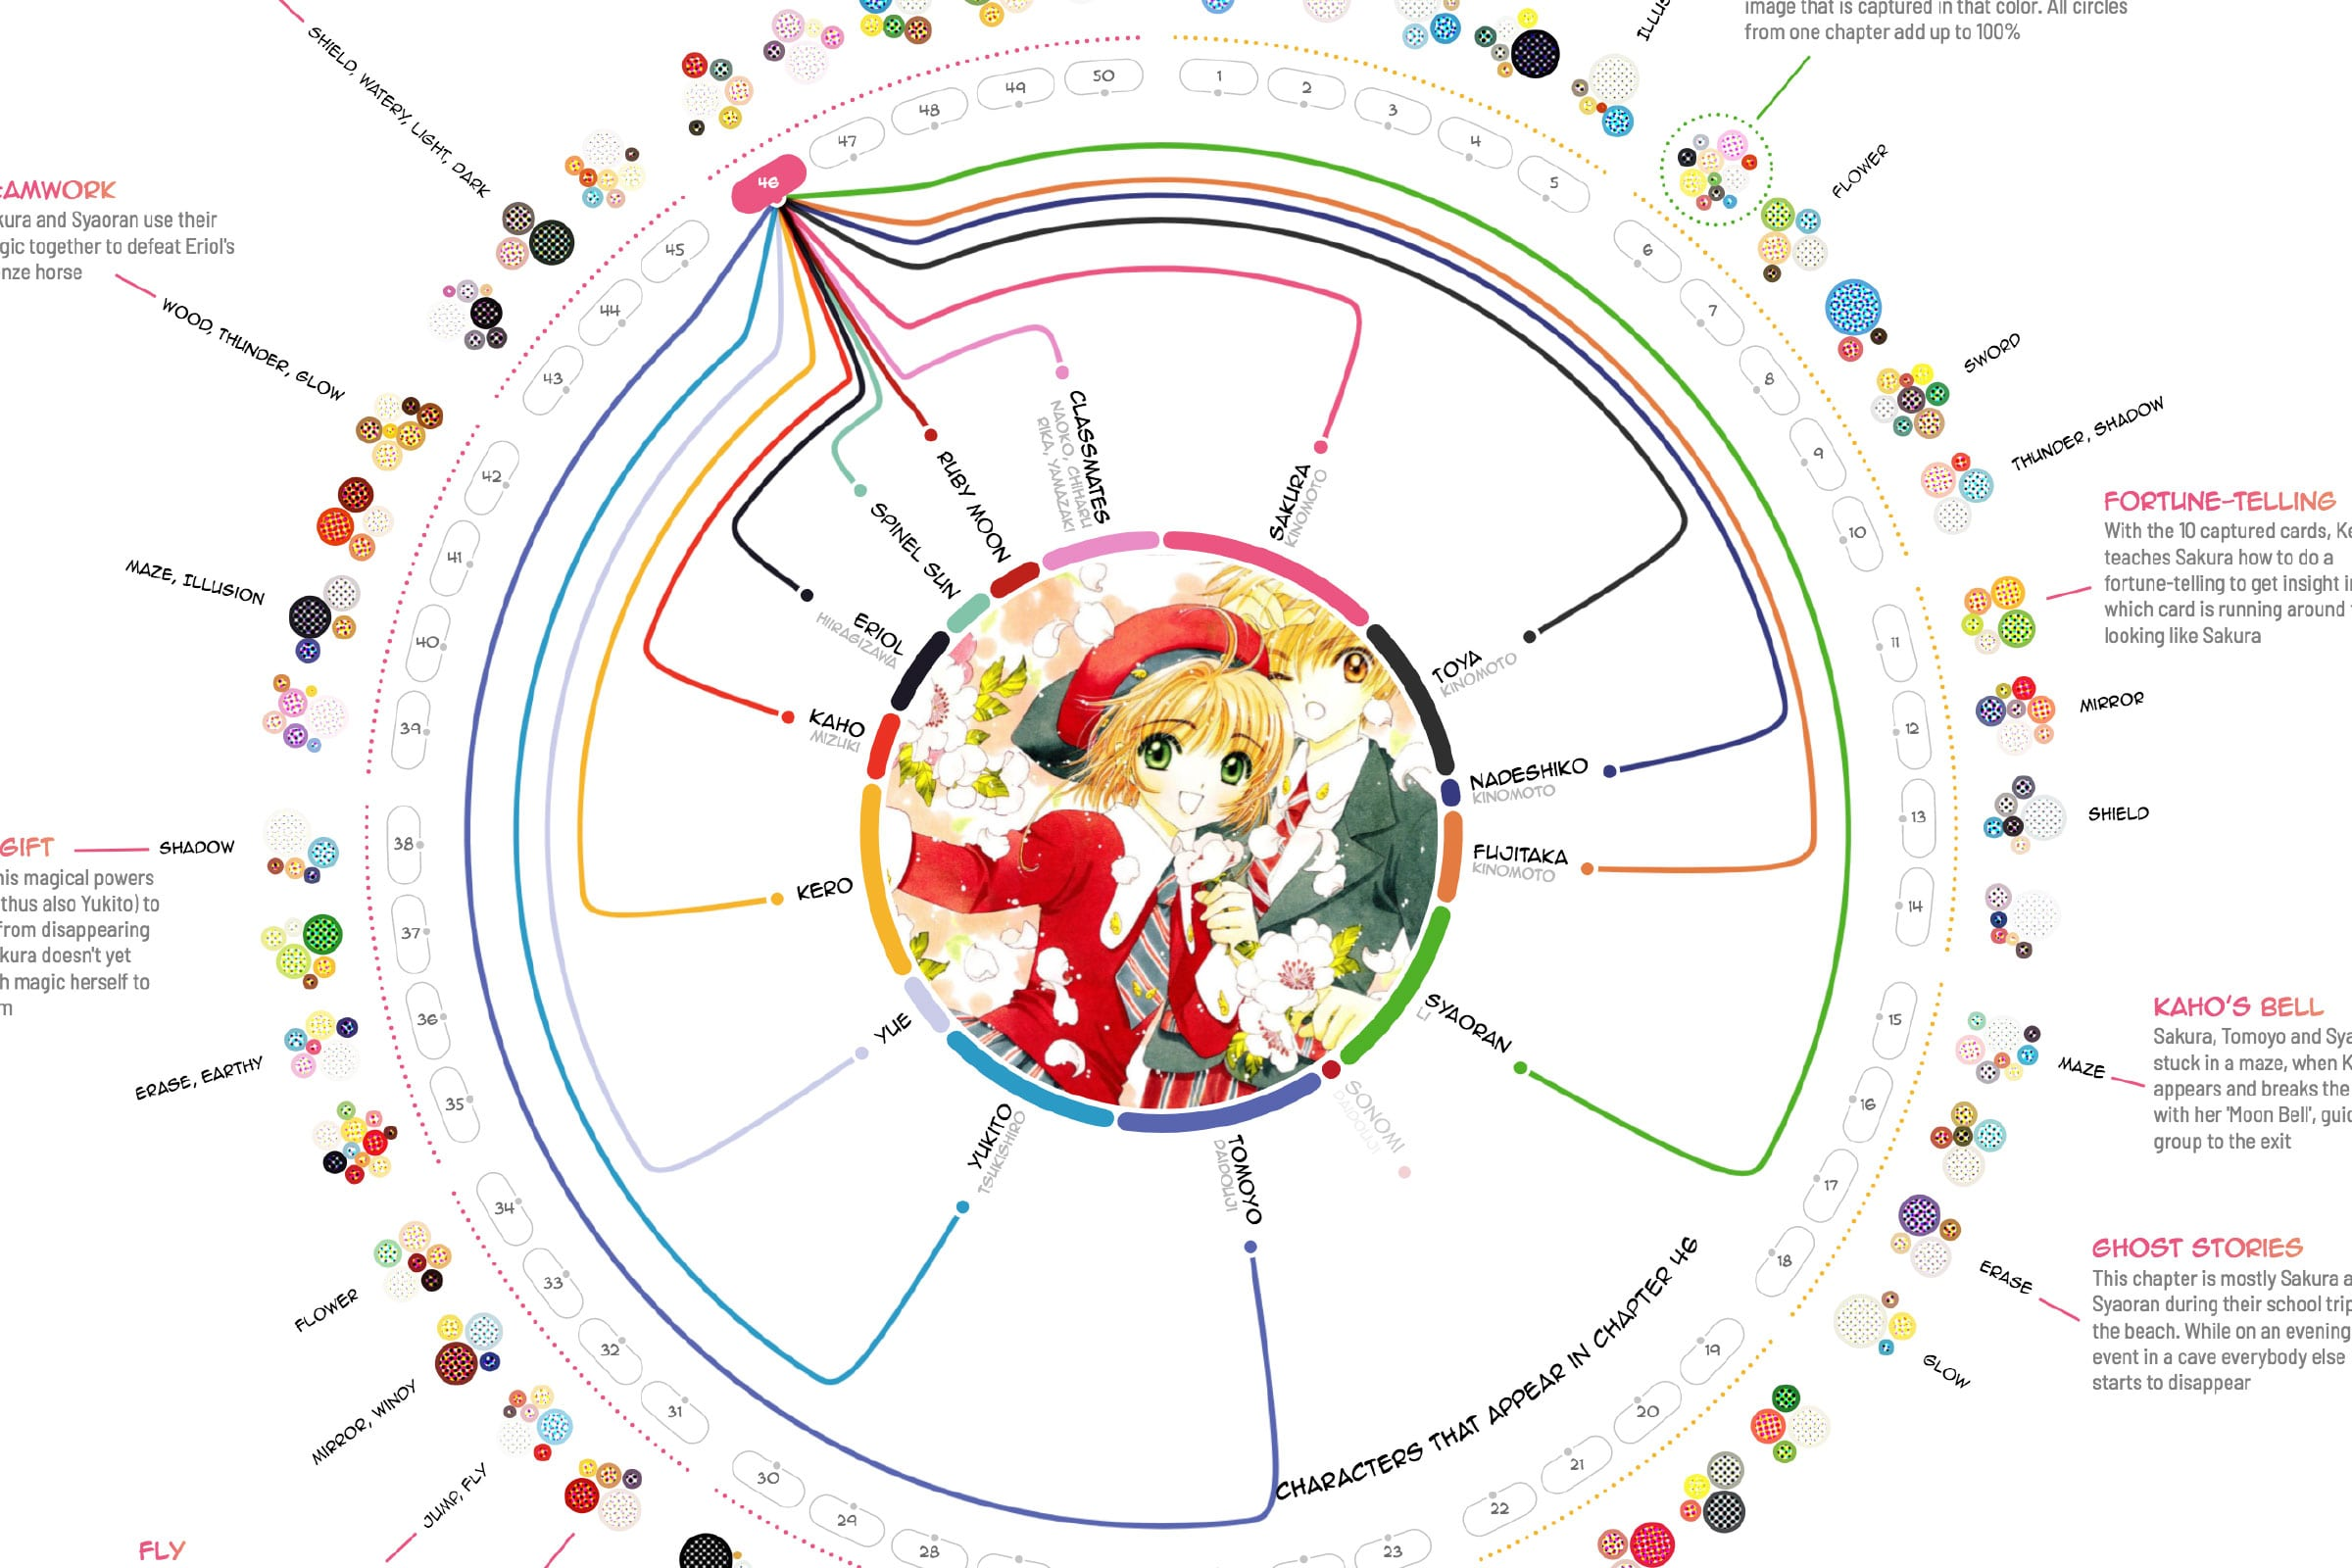 image that is captured in that color. All circles
from one chapter add up to 100%
SHIELD, WATERY, LIGHT, DARK
FLOWER
SWORD
THUNDER, SHADOW
FORTUNE-TELLING
With the 10 captured cards,
teaches Sakura how to do a
fortune-telling to get insight
which card is running around
looking like Sakura
MIRROR
SHIELD
KAHO'S BELL
Sakura, Tomoyo and
stuck in a maze, when
appears and breaks the
with her 'Moon Bell',
group to the exit
MAZE
GHOST STORIES
This chapter is mostly Sakura
Syaoran during their school trip
the beach. While on an evening
event in a cave everybody else
starts to disappear
ERASE
GLOW
and Syaoran use their
together to defeat Eriol's
horse
WOOD, THUNDER, GLOW
MAZE, ILLUSION
GIFT
SHADOW
his magical powers
thus also Yukito) to
from disappearing
doesn't yet
magic herself to
ERASE, EARTHY
FLOWER
MIRROR, WINDY
JUMP, FLY
FLY
1
2
3
4
5
6
7
8
9
10
11
12
13
14
15
16
17
18
19
20
21
22
23
28
29
30
31
32
33
34
35
36
37
38
39
40
41
42
43
44
45
46
47
48
49
50
SAKURA
KINOMOTO
TOYA
KINOMOTO
NADESHIKO
KINOMOTO
FUJITAKA
KINOMOTO
SYAORAN
LI
SONOMI
DAIDOUJI
TOMOYO
DAIDOUJI
YUKITO
TSUKISHIRO
YUE
KERO
KAHO
MIZUKI
ERIOL
HIIRAGIZAWA
SPINEL SUN
RUBY MOON
CLASSMATES
NAOKO, CHIHARU
RIKA, YAMAZAKI
CHARACTERS THAT APPEAR IN CHAPTER 46